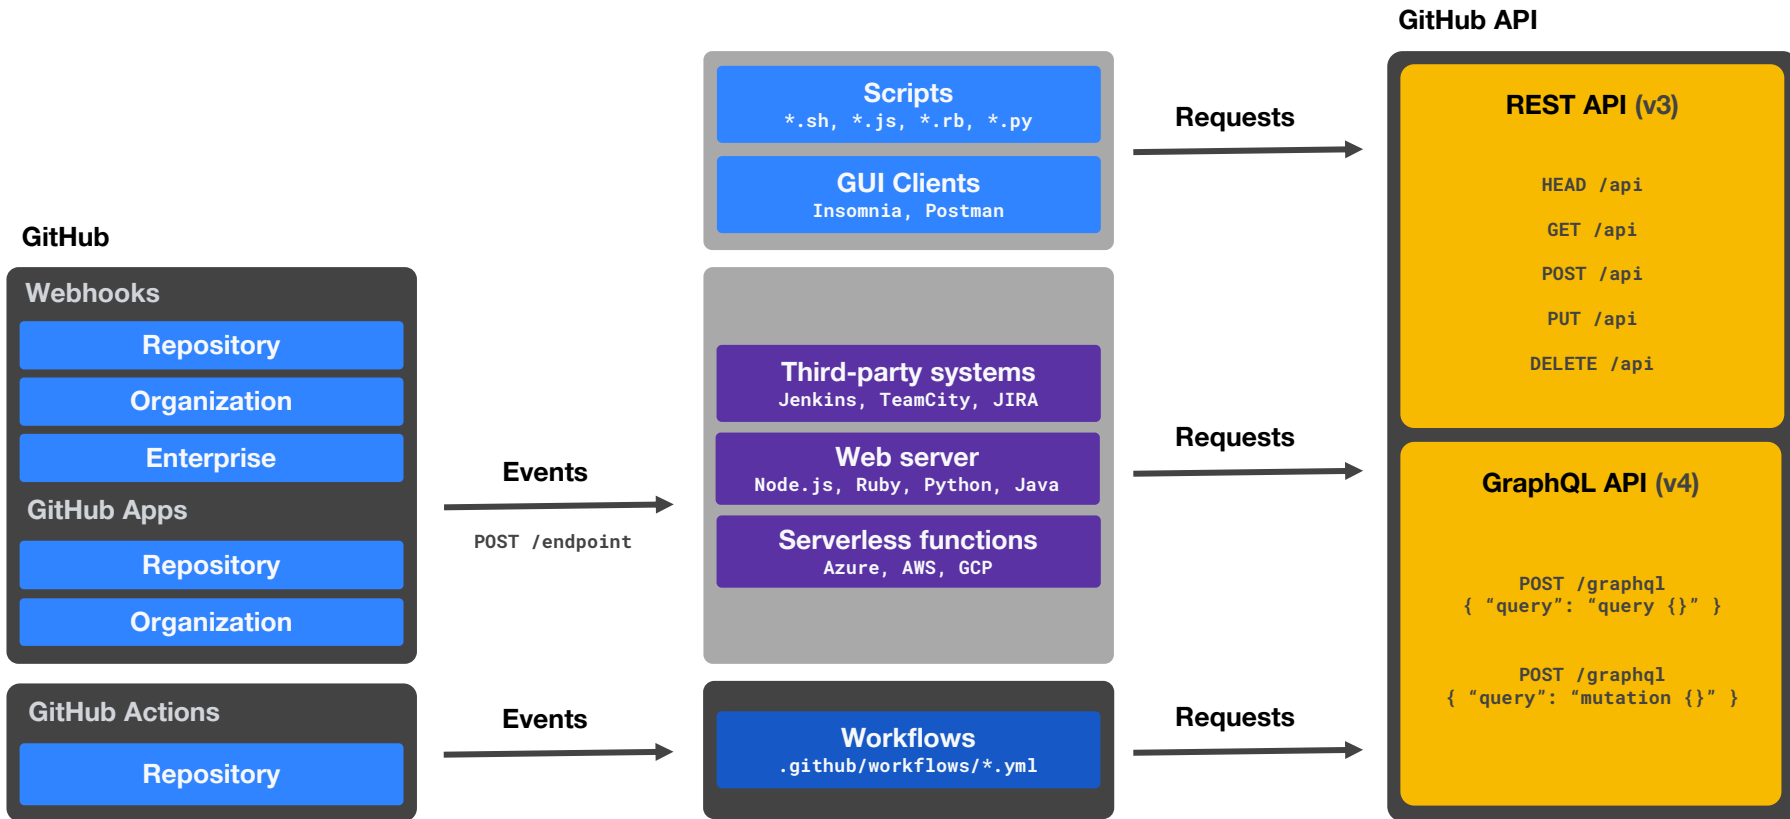 GitHub
Webhooks
Repository
Organization
Enterprise
GitHub Apps
Repository
Organization
GitHub Actions
Repository
Events
POST /endpoint
Events
Scripts
*.sh, *.js, *.rb, *.py
GUI Clients
Insomnia, Postman
Third-party systems
Jenkins, TeamCity, JIRA
Web server
Node.js, Ruby, Python, Java
Serverless functions
Azure, AWS, GCP
Workflows
.github/workflows/*.yml
Requests
Requests
Requests
GitHub API
REST API (v3)
HEAD /api
GET /api
POST /api
PUT /api
DELETE /api
GraphQL API (v4)
POST /graphql
{ “query”: “query {}” }
POST /graphql
{ “query”: “mutation {}” }